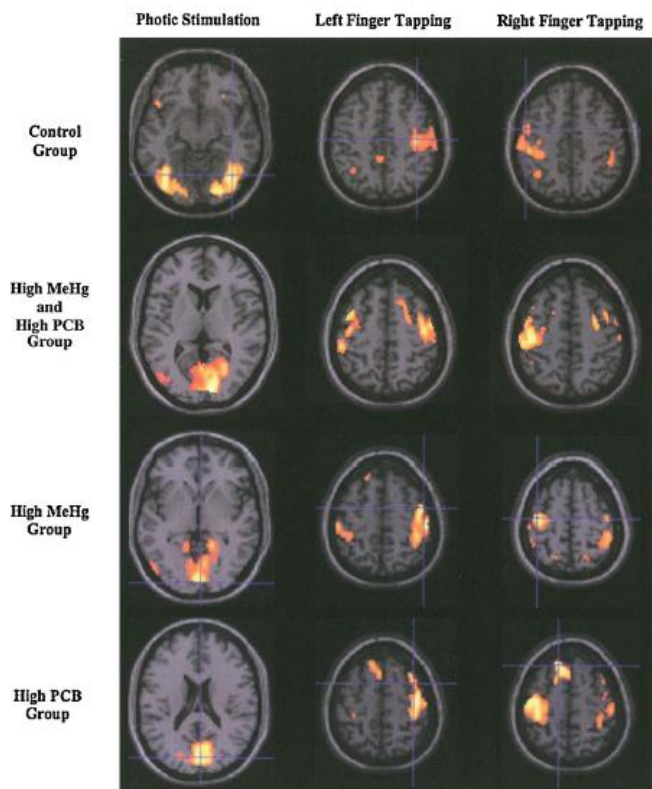 Photic Stimulation
Left Finger Tapping
Right Finger Tapping
Control
Group
High MeHg
and
High PCB
Group
High MeHg
Group
High PCB
Group